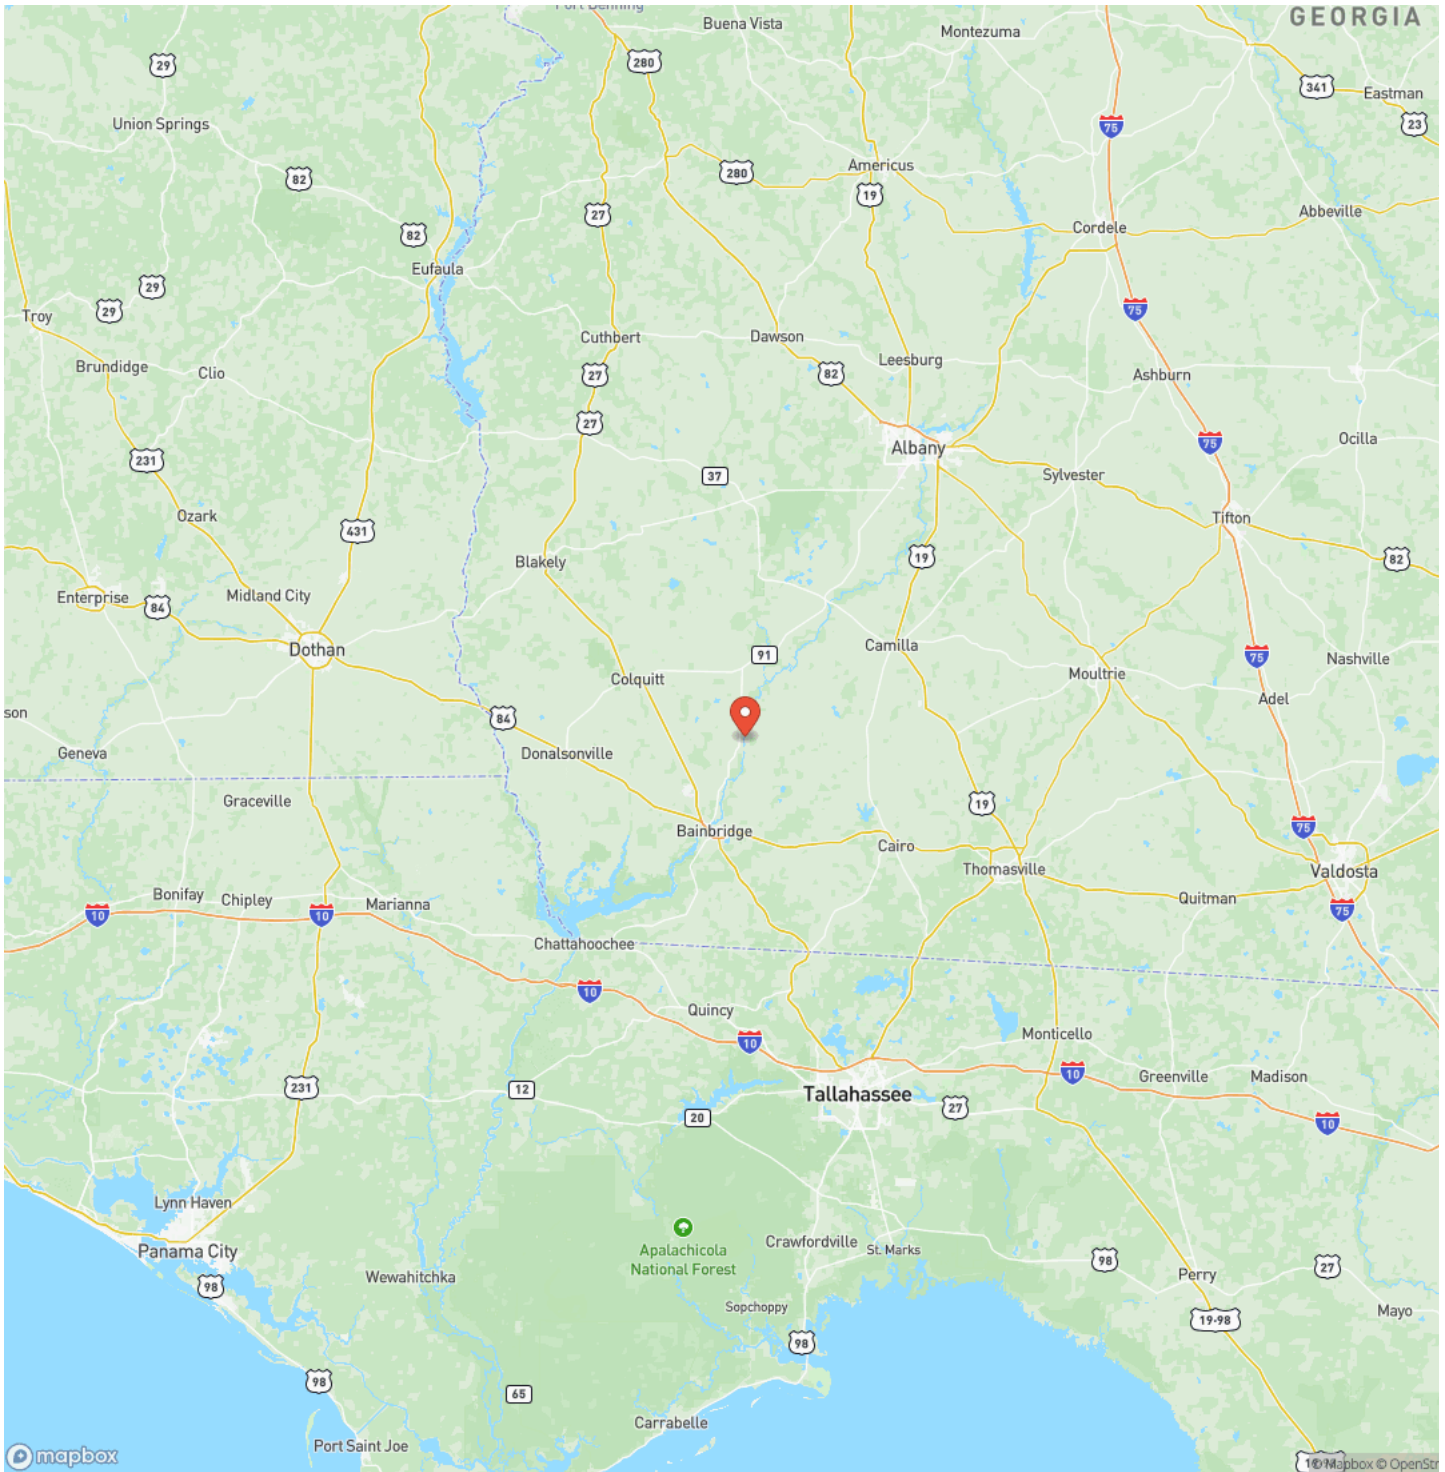 Fort Benning
Buena Vista
Montezuma
GEORGIA
29
280
341
Eastman
23
75
Union Springs
82
280
Americus
19
27
82
Abbeville
Cordele
Eufaula
29
29
Troy
75
Cuthbert
Dawson
Leesburg
Brundidge
Clio
27
82
Ashburn
27
75
Ocilla
Albany
231
37
Sylvester
Ozark
Tifton
431
19
82
Blakely
Enterprise
84
Midland City
Dothan
91
Camilla
75
Nashville
Colquitt
Moultrie
Adel
son
84
Geneva
Donalsonville
Graceville
19
75
Bainbridge
Cairo
Thomasville
Valdosta
Bonifay
Chipley
Marianna
Quitman
10
10
75
Chattahoochee
10
Quincy
10
Monticello
10
Greenville
Madison
231
12
Tallahassee
27
20
10
Lynn Haven
Panama City
Apalachicola
National Forest
Crawfordville
St. Marks
98
98
Wewahitchka
Perry
27
Sopchoppy
19-98
Mayo
98
98
65
Carrabelle
Port Saint Joe
mapbox
© Mapbox © OpenStr